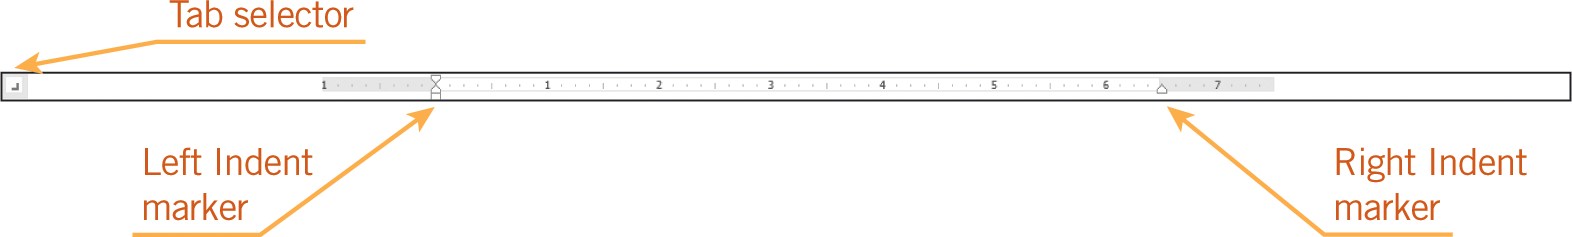 Tab selector
1 1 2 3 4 5 6 7
Left Indent
marker
Right Indent
marker